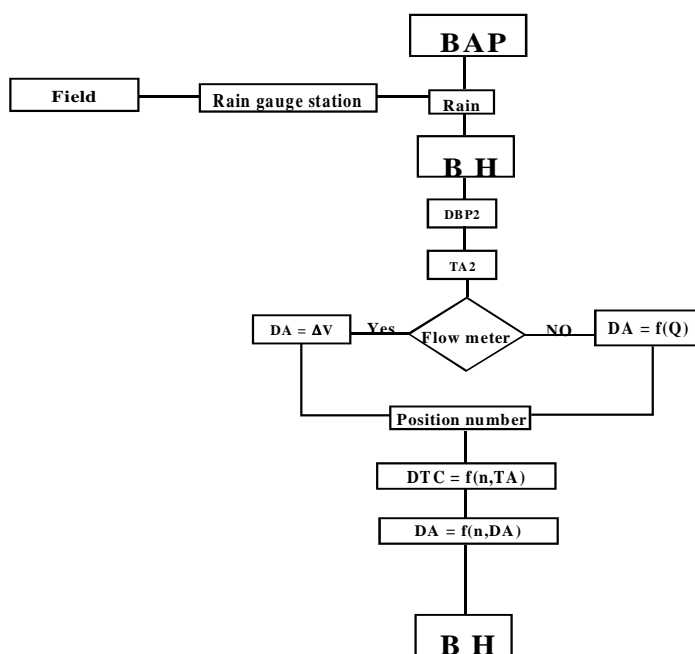 BAP
Field
Rain gauge station
Rain
B H
DBP2
TA2
DA = ΔV
Yes
Flow meter
NO
DA = f(Q)
Position number
DTC = f(n,TA)
DA = f(n,DA)
B H